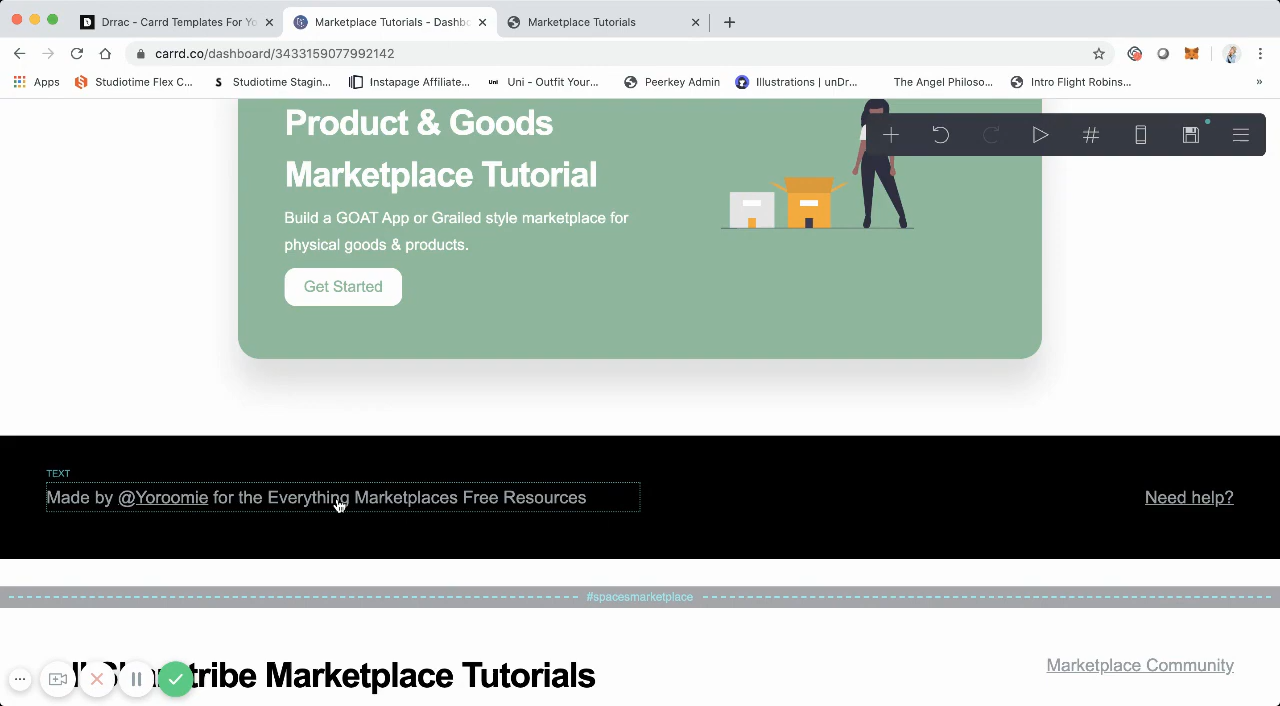 Drrac - Carrd Templates For Yo
Marketplace Tutorials - Dashbo
Marketplace Tutorials
carrd.co/dashboard/3433159077992142
Apps
Studiotime Flex C...
Studiotime Stagin...
Instapage Affiliate...
uni
Uni - Outfit Your...
Peerkey Admin
Illustrations | unDr...
The Angel Philoso...
Intro Flight Robins...
»
Product & Goods
Marketplace Tutorial
Build a GOAT App or Grailed style marketplace for
physical goods & products.
Get Started
TEXT
Made by @Yoroomie for the Everything Marketplaces Free Resources
Need help?
#spacesmarketplace
tribe Marketplace Tutorials
Marketplace Community